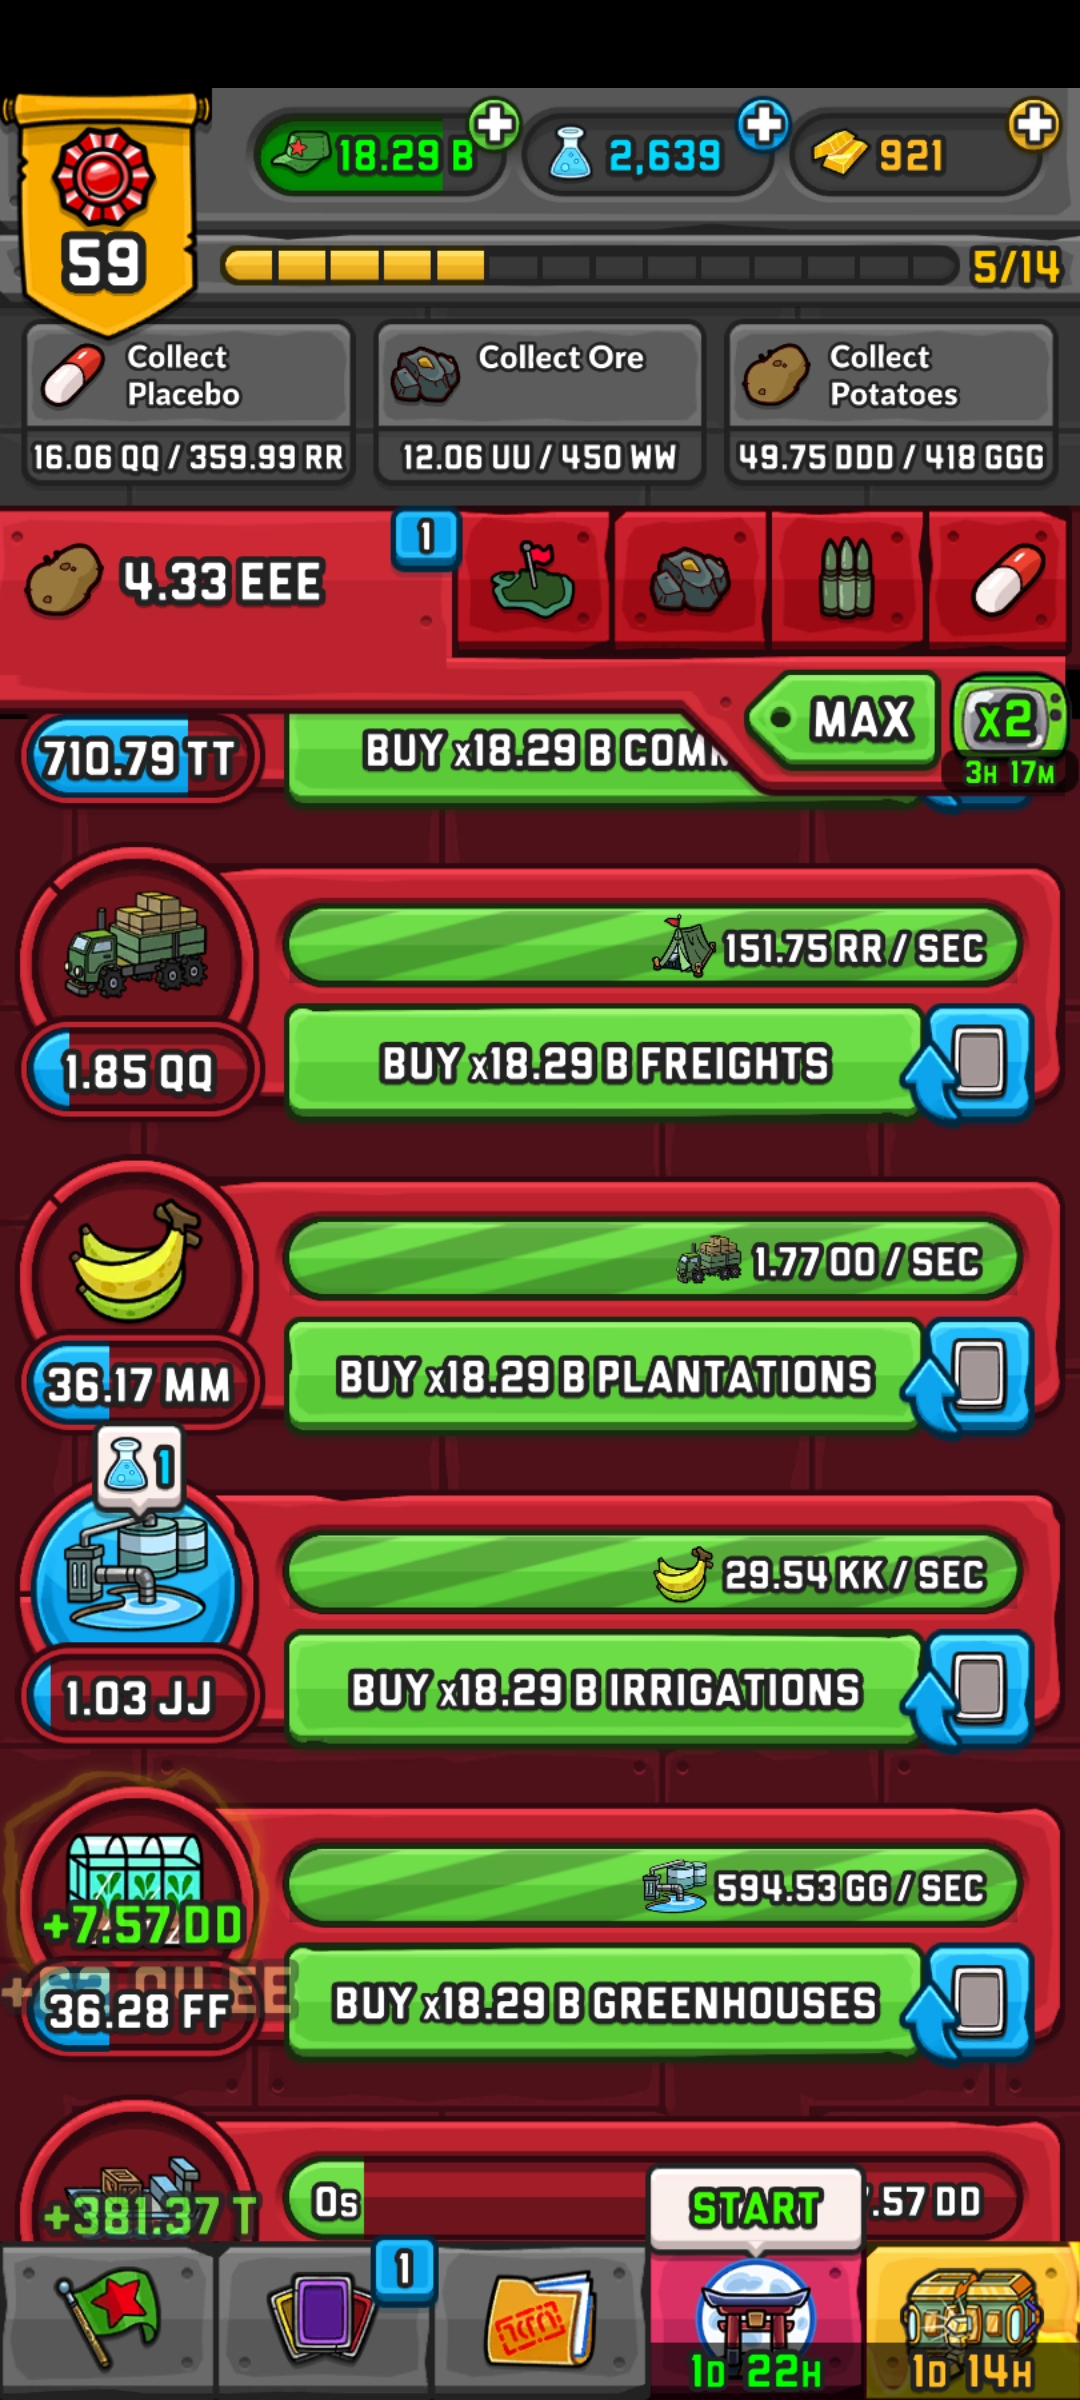 18.29 B
2,639
921
59
5/14
Collect Placebo
16.06 QQ / 359.99 RR
Collect Ore
12.06 UU / 450 WW
Collect Potatoes
49.75 DDD / 418 GGG
4.33 EEE
1
MAX
x2
3H 17M
710.79 TT
BUY x18.29 B
151.75 RR / SEC
1.85 QQ
BUY x18.29 B FREIGHTS
1.77 OO / SEC
36.17 MM
BUY x18.29 B PLANTATIONS
1
29.54 KK / SEC
1.03 JJ
BUY x18.29 B IRRIGATIONS
594.53 GG / SEC
+7.57 DD
36.28 FF
BUY x18.29 B GREENHOUSES
+381.37 T
0s
.57 DD
START
1
1D 22H
1D 14H